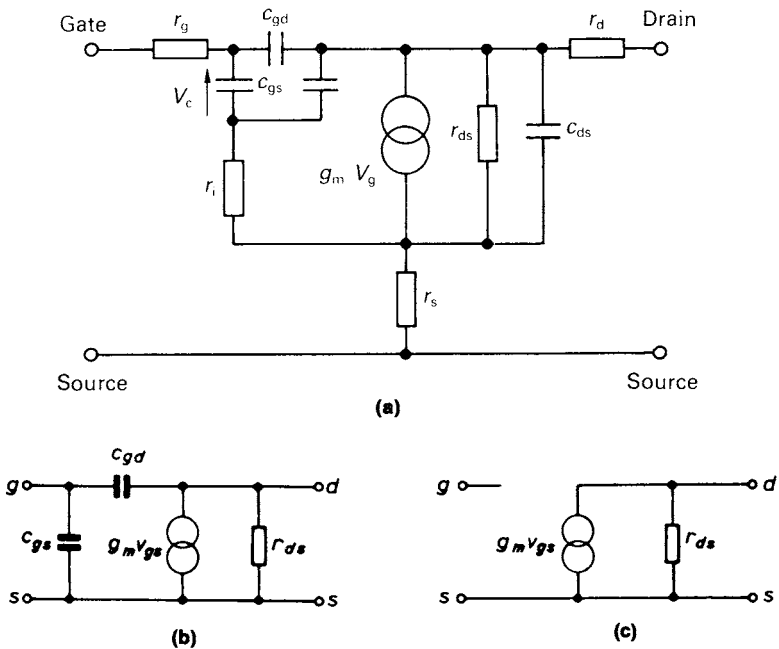 Gate
r_g
c_gd
r_d
Drain
V_c
c_gs
r_i
g_m V_g
r_ds
c_ds
r_s
Source
Source
(a)
c_gd
g
d
c_gs
g_m v_gs
r_ds
s
s
(b)
g
d
g_m v_gs
r_ds
s
s
(c)